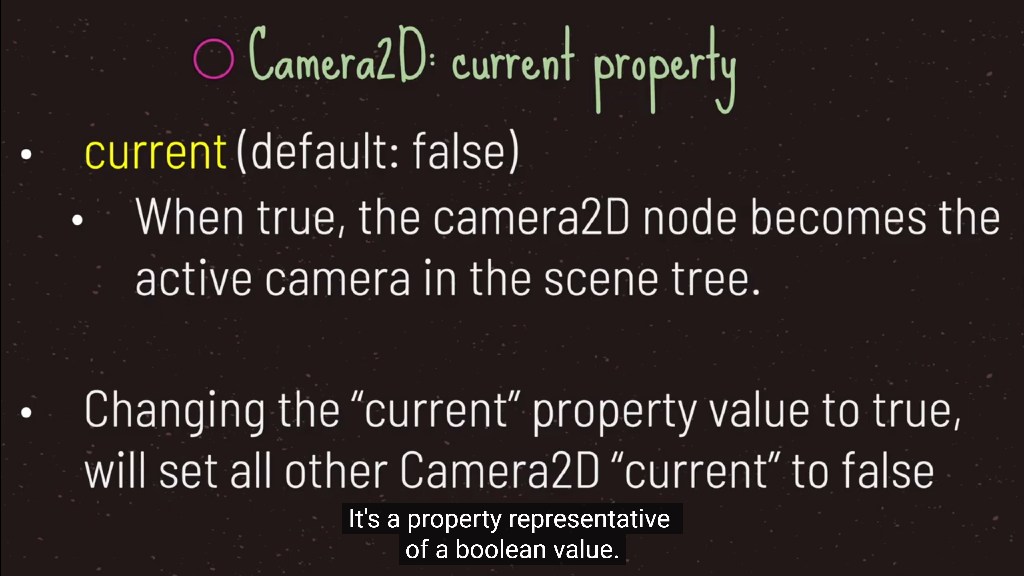 Camera2D: current property
• current (default: false)
• When true, the camera2D node becomes the
active camera in the scene tree.
• Changing the “current” property value to true,
will set all other Camera2D “current” to false
It's a property representative
of a boolean value.